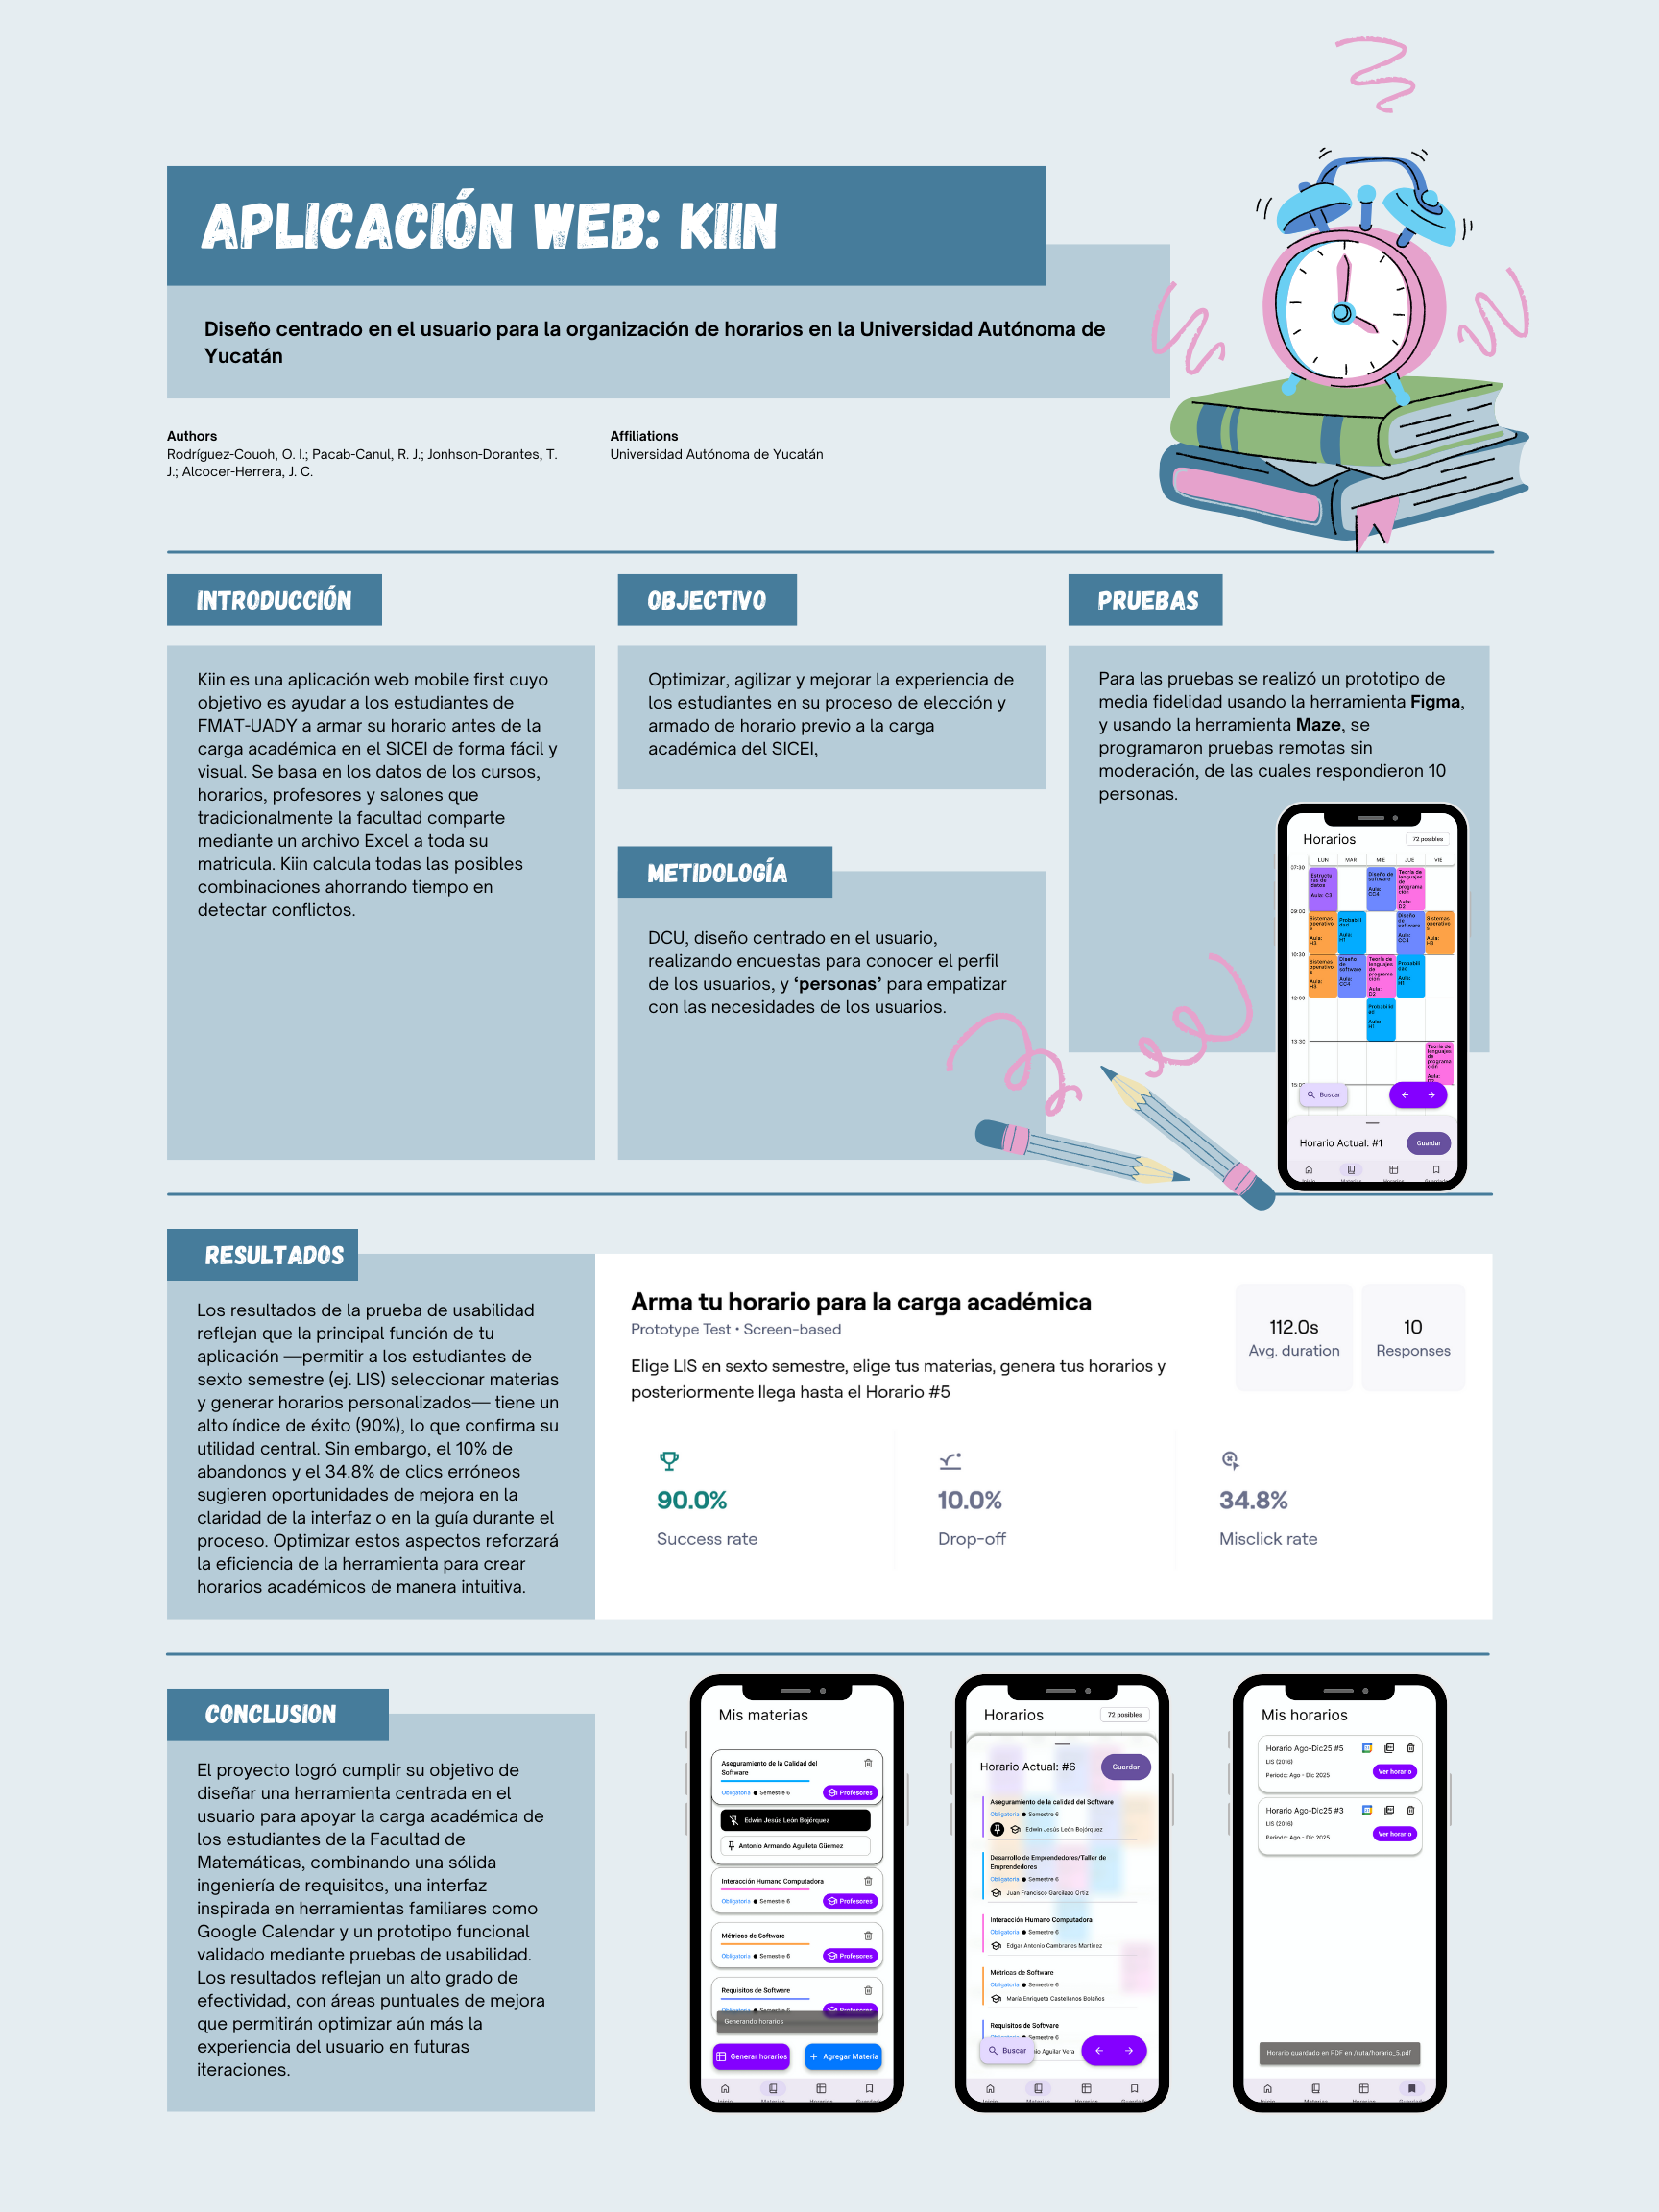 APLICACIÓN WEB: KIIN
Diseño centrado en el usuario para la organización de horarios en la Universidad Autónoma de
Yucatán
Authors
Rodríguez-Couoh, O. I.; Pacab-Canul, R. J.; Jonhson-Dorantes, T.
J.; Alcocer-Herrera, J. C.
Affiliations
Universidad Autónoma de Yucatán
INTRODUCCIÓN
Kiin es una aplicación web mobile first cuyo
objetivo es ayudar a los estudiantes de
FMAT-UADY a armar su horario antes de la
carga académica en el SICEI de forma fácil y
visual. Se basa en los datos de los cursos,
horarios, profesores y salones que
tradicionalmente la facultad comparte
mediante un archivo Excel a toda su
matricula. Kiin calcula todas las posibles
combinaciones ahorrando tiempo en
detectar conflictos.
OBJECTIVO
Optimizar, agilizar y mejorar la experiencia de
los estudiantes en su proceso de elección y
armado de horario previo a la carga
académica del SICEI,
METIDOLOGÍA
DCU, diseño centrado en el usuario,
realizando encuestas para conocer el perfil
de los usuarios, y ‘personas’ para empatizar
con las necesidades de los usuarios.
PRUEBAS
Para las pruebas se realizó un prototipo de
media fidelidad usando la herramienta Figma,
y usando la herramienta Maze, se
programaron pruebas remotas sin
moderación, de las cuales respondieron 10
personas.
Horarios
72 posibles
LUN MAR MIE JUE VIE
07:30
09:00
10:30
12:00
13:30
Buscar
Horario Actual: #1
Guardar
RESULTADOS
Los resultados de la prueba de usabilidad
reflejan que la principal función de tu
aplicación —permitir a los estudiantes de
sexto semestre (ej. LIS) seleccionar materias
y generar horarios personalizados— tiene un
alto índice de éxito (90%), lo que confirma su
utilidad central. Sin embargo, el 10% de
abandonos y el 34.8% de clics erróneos
sugieren oportunidades de mejora en la
claridad de la interfaz o en la guía durante el
proceso. Optimizar estos aspectos reforzará
la eficiencia de la herramienta para crear
horarios académicos de manera intuitiva.
Arma tu horario para la carga académica
Prototype Test • Screen-based
Elige LIS en sexto semestre, elige tus materias, genera tus horarios y
posteriormente llega hasta el Horario #5
112.0s
Avg. duration
10
Responses
90.0%
Success rate
10.0%
Drop-off
34.8%
Misclick rate
CONCLUSION
El proyecto logró cumplir su objetivo de
diseñar una herramienta centrada en el
usuario para apoyar la carga académica de
los estudiantes de la Facultad de
Matemáticas, combinando una sólida
ingeniería de requisitos, una interfaz
inspirada en herramientas familiares como
Google Calendar y un prototipo funcional
validado mediante pruebas de usabilidad.
Los resultados reflejan un alto grado de
efectividad, con áreas puntuales de mejora
que permitirán optimizar aún más la
experiencia del usuario en futuras
iteraciones.
Mis materias
Aseguramiento de la Calidad del
Software
Obligatoria ● Semestre 6
Profesores
Edwin Jesús León Bojórquez
Antonio Armando Aguileta Güemez
Interacción Humano Computadora
Obligatoria ● Semestre 6
Profesores
Métricas de Software
Obligatoria ● Semestre 6
Profesores
Requisitos de Software
Obligatoria ● Semestre 6
Profesores
Generando horarios
Generar horarios
Agregar Materia
Horarios
72 posibles
Horario Actual: #6
Guardar
Aseguramiento de la calidad del Software
Obligatoria ● Semestre 6
Edwin Jesús León Bojórquez
Desarrollo de Emprendedores/Taller de
Emprendedores
Obligatoria ● Semestre 6
Juan Francisco Garcilazo Ortiz
Interacción Humano Computadora
Obligatoria ● Semestre 6
Edgar Antonio Cambranes Martínez
Métricas de Software
Obligatoria ● Semestre 6
María Enriqueta Castellanos Bolaños
Requisitos de Software
Obligatoria ● Semestre 6
Aguilar Vera
Buscar
Mis horarios
Horario Ago-Dic25 #5
LIS (2016)
Periodo: Ago - Dic 2025
Ver horario
Horario Ago-Dic25 #3
LIS (2016)
Periodo: Ago - Dic 2025
Ver horario
Horario guardado en PDF en /ruta/horario_5.pdf